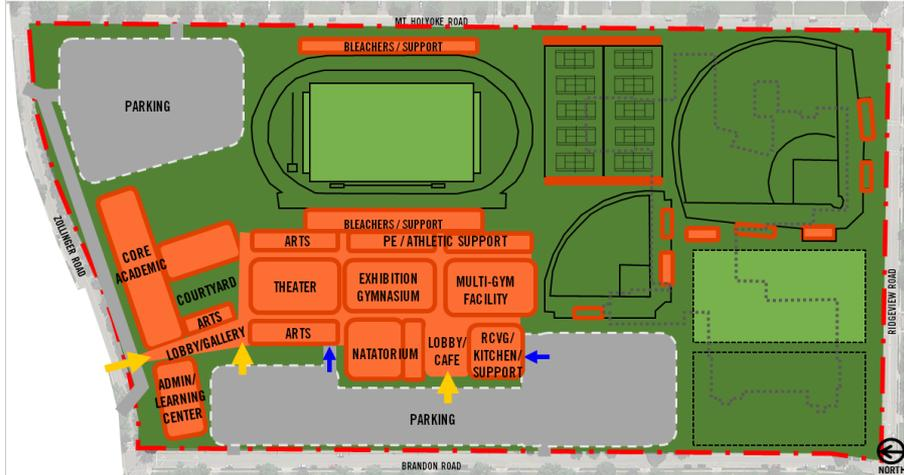 MT HOLYOKE ROAD
BLEACHERS / SUPPORT
PARKING
ZOLLINGER ROAD
BLEACHERS / SUPPORT
CORE
ACADEMIC
ARTS
PE / ATHLETIC SUPPORT
COURTYARD
THEATER
EXHIBITION
GYMNASIUM
MULTI-GYM
FACILITY
RIDGEVIEW ROAD
ARTS
LOBBY/GALLERY
ARTS
NATATORIUM
LOBBY/
CAFE
RCVG/
KITCHEN/
SUPPORT
ADMIN/
LEARNING
CENTER
PARKING
BRANDON ROAD
NORTH